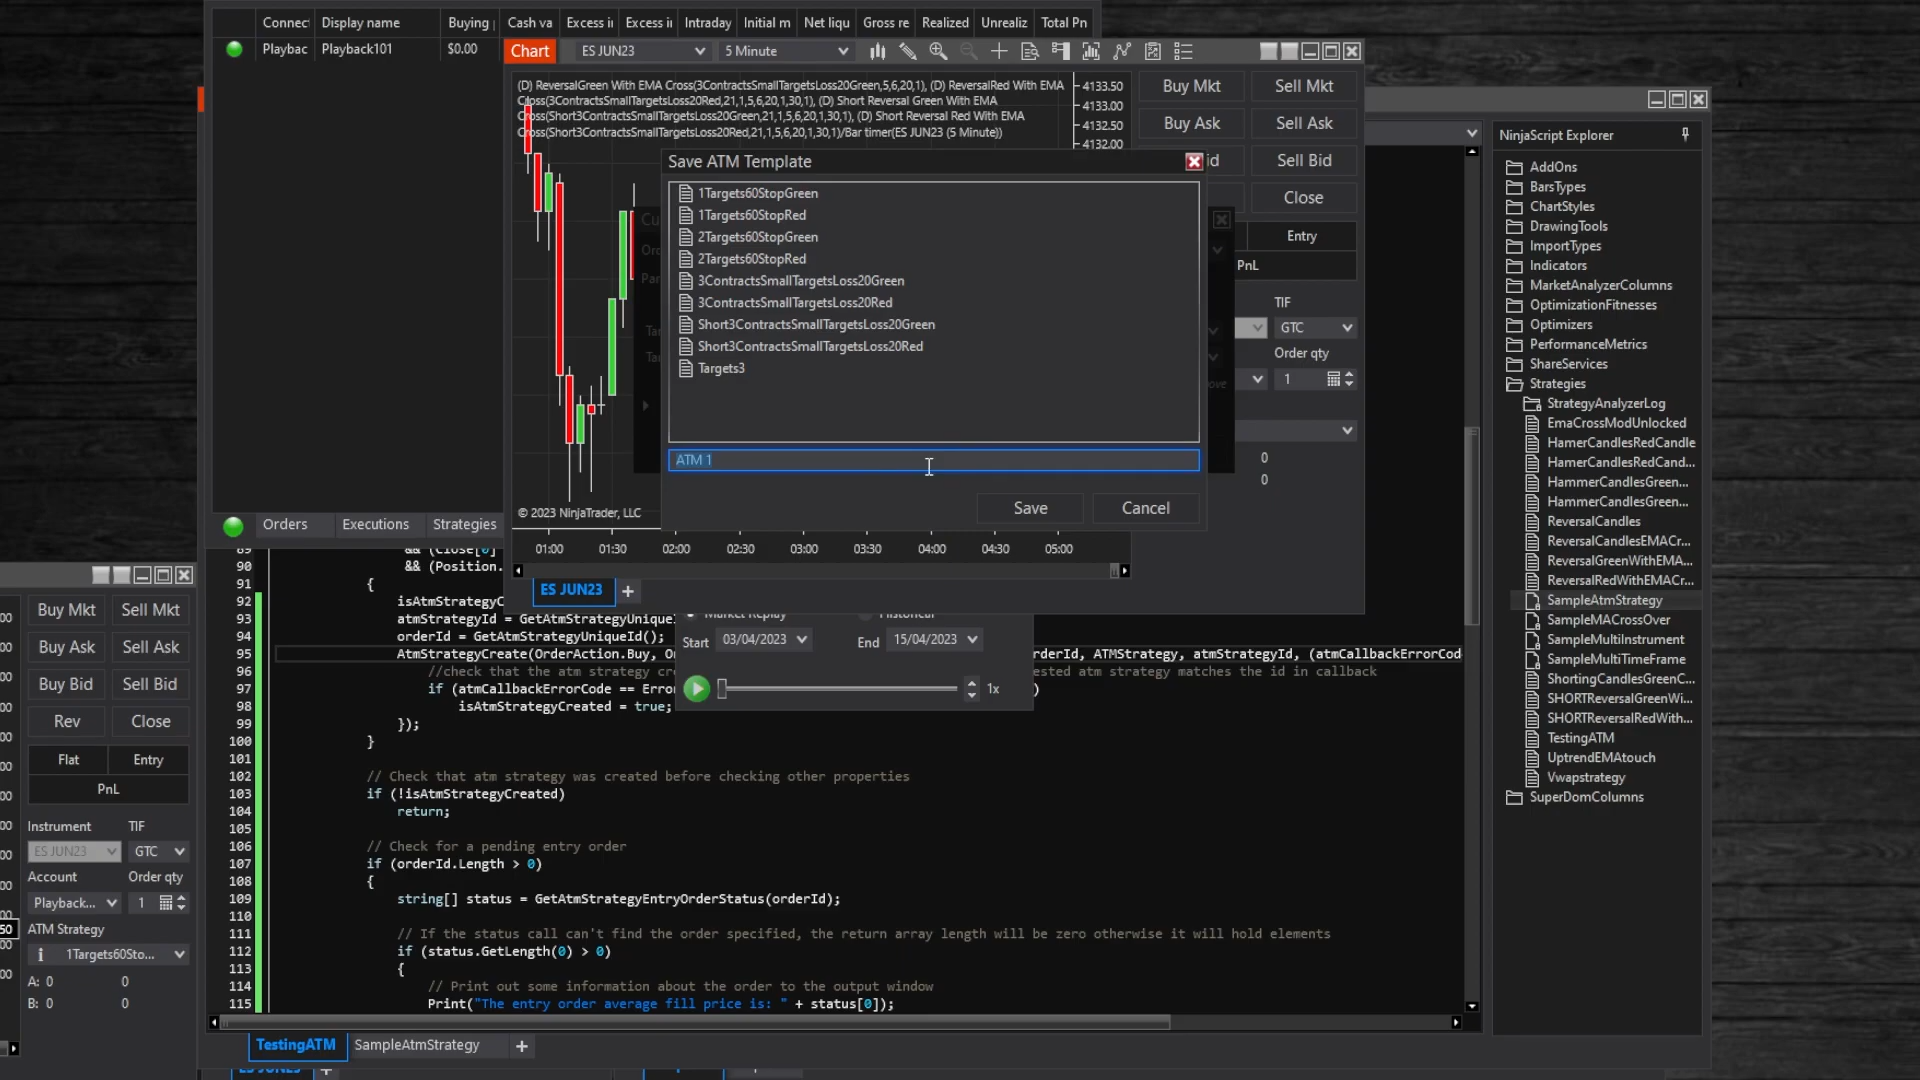 Connect Display name Buying Cash va Excess i Excess i Intraday Initial m Net liqu Gross re Realized Unrealiz Total Pn
Playbac Playback101 $0.00
Chart ES JUN23 5 Minute
(D) ReversalGreen With EMA Cross(3ContractsSmallTargetsLoss20Green,5,6,20,1), (D) ReversalRed With EMA
Cross(3ContractsSmallTargetsLoss20Red,21,1,5,6,20,1,30,1), (D) Short Reversal Green With EMA
Cross(Short3ContractsSmallTargetsLoss20Green,21,1,5,6,20,1,30,1), (D) Short Reversal Red With EMA
Cross(Short3ContractsSmallTargetsLoss20Red,21,1,5,6,20,1,30,1)/Bar timer(ES JUN23 (5 Minute))
4133.50
4133.00
4132.50
4132.00
Buy Mkt Sell Mkt
Buy Ask Sell Ask
id Sell Bid
Close
Entry
PnL
TIF
GTC
Order qty
1
0
0
Save ATM Template
1Targets60StopGreen
1Targets60StopRed
2Targets60StopGreen
2Targets60StopRed
3ContractsSmallTargetsLoss20Green
3ContractsSmallTargetsLoss20Red
Short3ContractsSmallTargetsLoss20Green
Short3ContractsSmallTargetsLoss20Red
Targets3
ATM 1
Save Cancel
© 2023 NinjaTrader, LLC
01:00 01:30 02:00 02:30 03:00 03:30 04:00 04:30 05:00
ES JUN23 +
Orders Executions Strategies
Market Replay Historical
Start 03/04/2023 End 15/04/2023
1x
89 && (Close[0]
90 && (Position.
91 {
92 isAtmStrategyC
93 atmStrategyId = GetAtmStrategyUnique
94 orderId = GetAtmStrategyUniqueId();
95 AtmStrategyCreate(OrderAction.Buy, O rderId, ATMStrategy, atmStrategyId, (atmCallbackErrorCod
96 //check that the atm strategy cr ested atm strategy matches the id in callback
97 if (atmCallbackErrorCode == Erro )
98 isAtmStrategyCreated = true;
99 });
100 }
101
102 // Check that atm strategy was created before checking other properties
103 if (!isAtmStrategyCreated)
104 return;
105
106 // Check for a pending entry order
107 if (orderId.Length > 0)
108 {
109 string[] status = GetAtmStrategyEntryOrderStatus(orderId);
110
111 // If the status call can't find the order specified, the return array length will be zero otherwise it will hold elements
112 if (status.GetLength(0) > 0)
113 {
114 // Print out some information about the order to the output window
115 Print("The entry order average fill price is: " + status[0]);
TestingATM SampleAtmStrategy +
ES JUN23 +
Buy Mkt Sell Mkt
Buy Ask Sell Ask
Buy Bid Sell Bid
Rev Close
Flat Entry
PnL
Instrument TIF
ES JUN23 GTC
Account Order qty
Playback... 1
ATM Strategy
1Targets60Sto...
A: 0 0
B: 0 0
NinjaScript Explorer
AddOns
BarsTypes
ChartStyles
DrawingTools
ImportTypes
Indicators
MarketAnalyzerColumns
OptimizationFitnesses
Optimizers
PerformanceMetrics
ShareServices
Strategies
StrategyAnalyzerLog
EmaCrossModUnlocked
HamerCandlesRedCandle
HamerCandlesRedCand...
HammerCandlesGreen...
HammerCandlesGreen...
ReversalCandles
ReversalCandlesEMACr...
ReversalGreenWithEMA...
ReversalRedWithEMACr...
SampleAtmStrategy
SampleMACrossOver
SampleMultiInstrument
SampleMultiTimeFrame
ShortingCandlesGreenC...
SHORTReversalGreenWi...
SHORTReversalRedWith...
TestingATM
UptrendEMAtouch
Vwapstrategy
SuperDomColumns